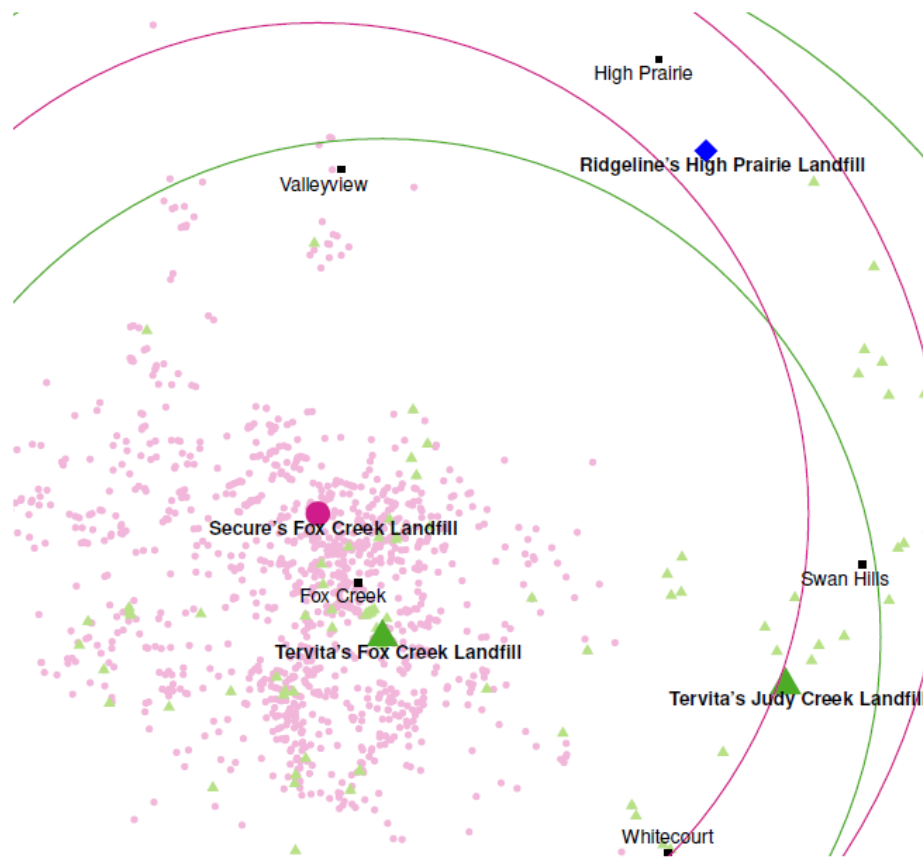 High Prairie
Ridgeline's High Prairie Landfill
Valleyview
Secure's Fox Creek Landfill
Swan Hills
Fox Creek
Tervita's Fox Creek Landfill
Tervita's Judy Creek Landfill
Whitecourt